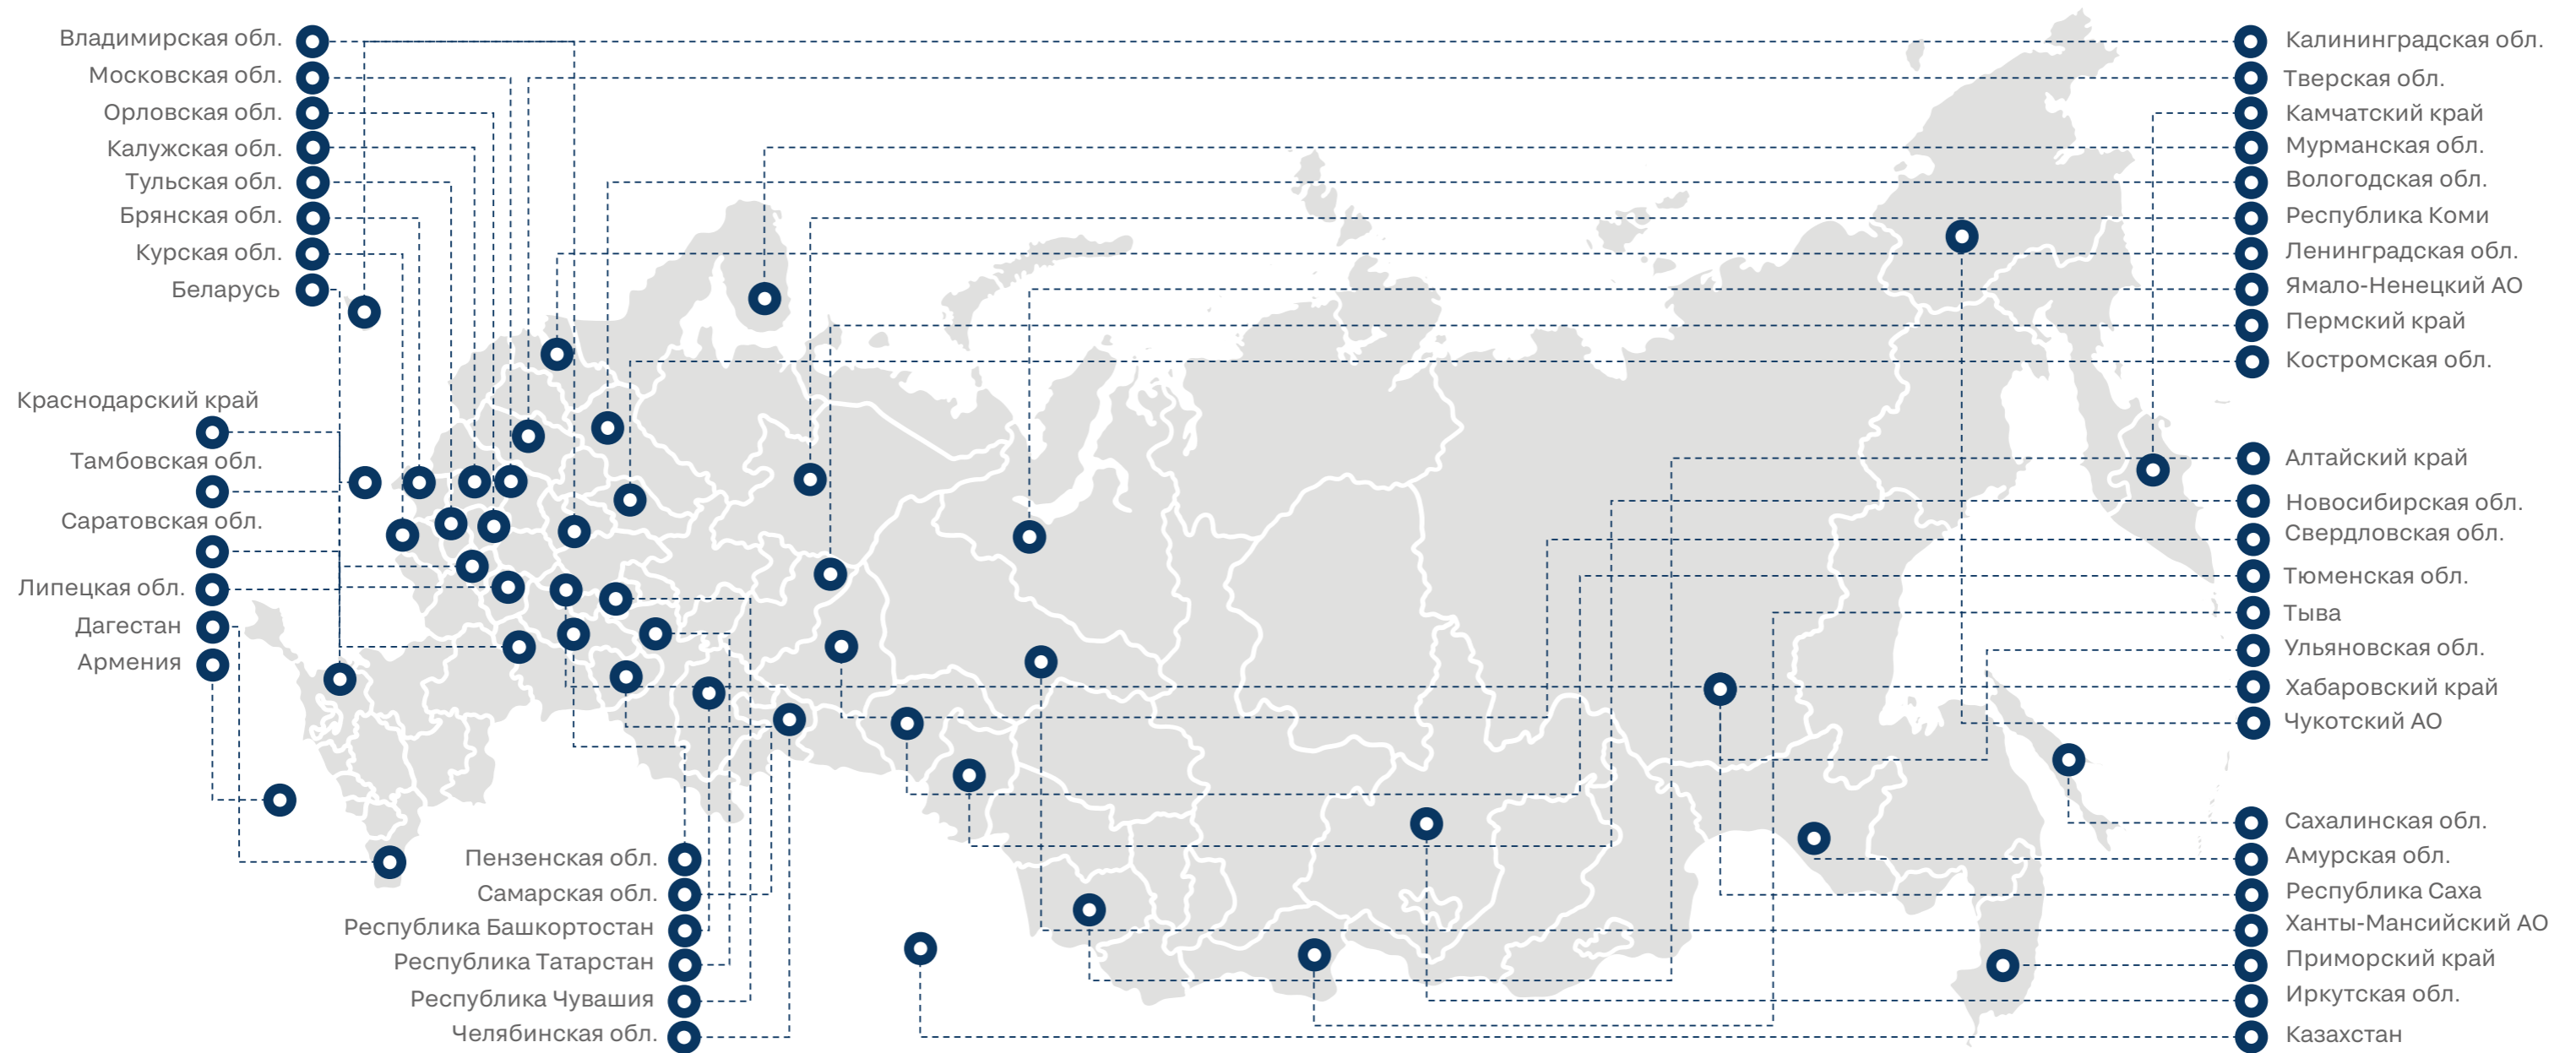 Владимирская обл.
Московская обл.
Орловская обл.
Калужская обл.
Тульская обл.
Брянская обл.
Курская обл.
Беларусь
Краснодарский край
Тамбовская обл.
Саратовская обл.
Липецкая обл.
Дагестан
Армения
Пензенская обл.
Самарская обл.
Республика Башкортостан
Республика Татарстан
Республика Чувашия
Челябинская обл.
Калининградская обл.
Тверская обл.
Камчатский край
Мурманская обл.
Вологодская обл.
Республика Коми
Ленинградская обл.
Ямало-Ненецкий АО
Пермский край
Костромская обл.
Алтайский край
Новосибирская обл.
Свердловская обл.
Тюменская обл.
Тыва
Ульяновская обл.
Хабаровский край
Чукотский АО
Сахалинская обл.
Амурская обл.
Республика Саха
Ханты-Мансийский АО
Приморский край
Иркутская обл.
Казахстан